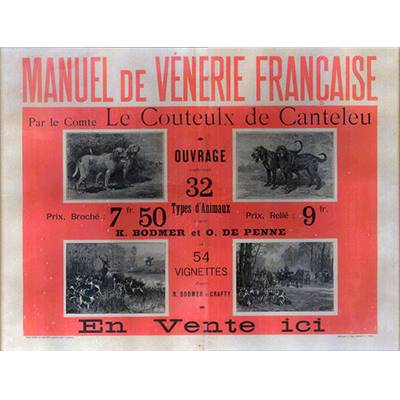 MANUEL DE VÉNERIE FRANÇAISE
Par le Comte Le Couteulx de Canteleu
OUVRAGE
32
Types d'Animaux
Prix, Broché: 7 fr. 50
Prix, Relié: 9 fr.
K. BODMER et O. DE PENNE
et
54
VIGNETTES
K. BODMER et CRAFTY
En Vente ici